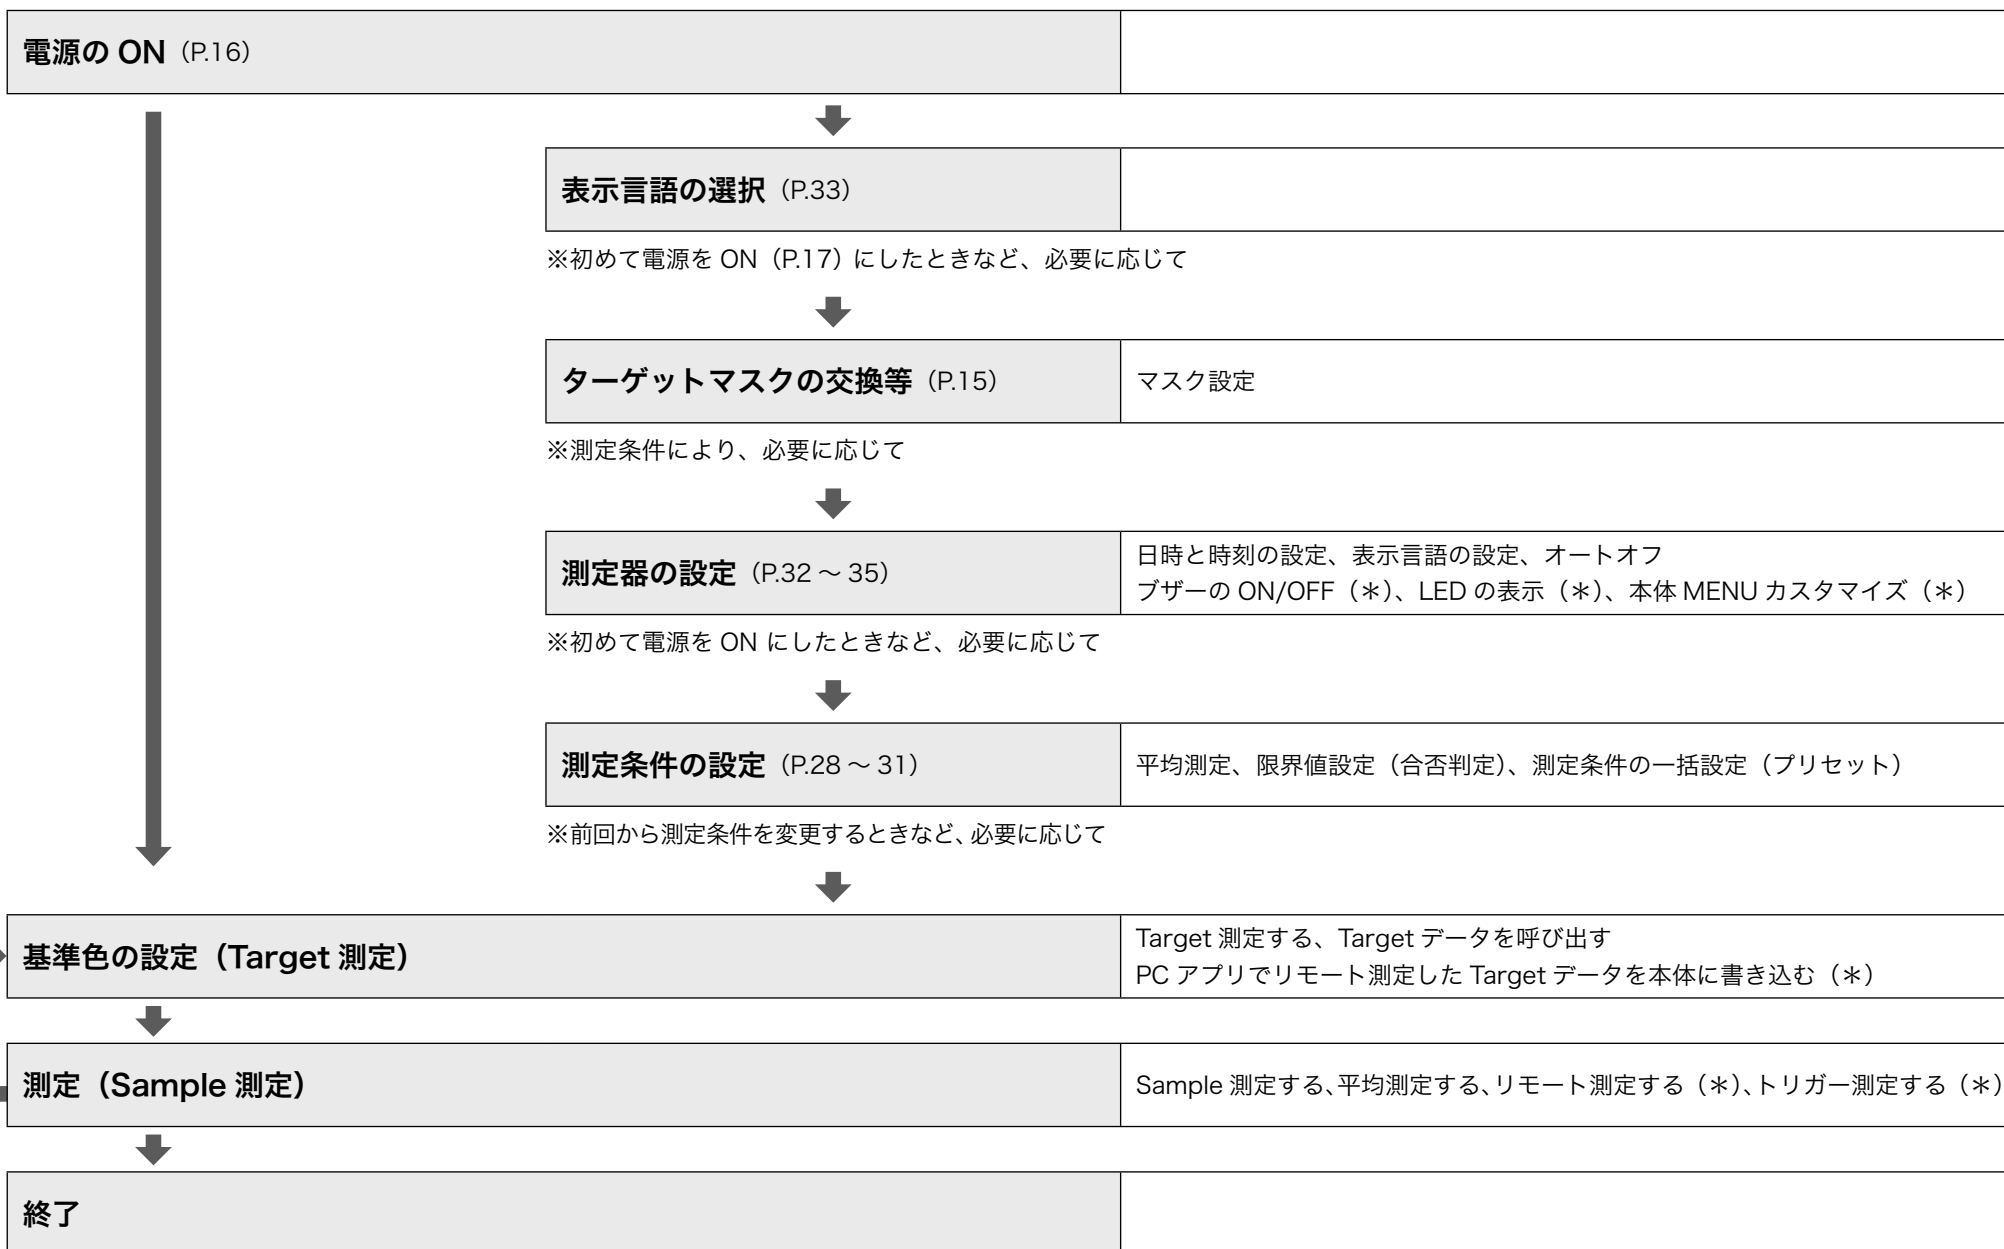 電源の ON（P.16）
表示言語の選択（P.33）
※初めて電源を ON（P.17）にしたときなど、必要に応じて
ターゲットマスクの交換等（P.15）
マスク設定
※測定条件により、必要に応じて
測定器の設定（P.32 ～ 35）
日時と時刻の設定、表示言語の設定、オートオフ
ブザーの ON/OFF（＊）、LED の表示（＊）、本体 MENU カスタマイズ（＊）
※初めて電源を ON にしたときなど、必要に応じて
測定条件の設定（P.28 ～ 31）
平均測定、限界値設定（合否判定）、測定条件の一括設定（プリセット）
※前回から測定条件を変更するときなど、必要に応じて
基準色の設定（Target 測定）
Target 測定する、Target データを呼び出す
PC アプリでリモート測定した Target データを本体に書き込む（＊）
測定（Sample 測定）
Sample 測定する、平均測定する、リモート測定する（＊）、トリガー測定する（＊）
終了